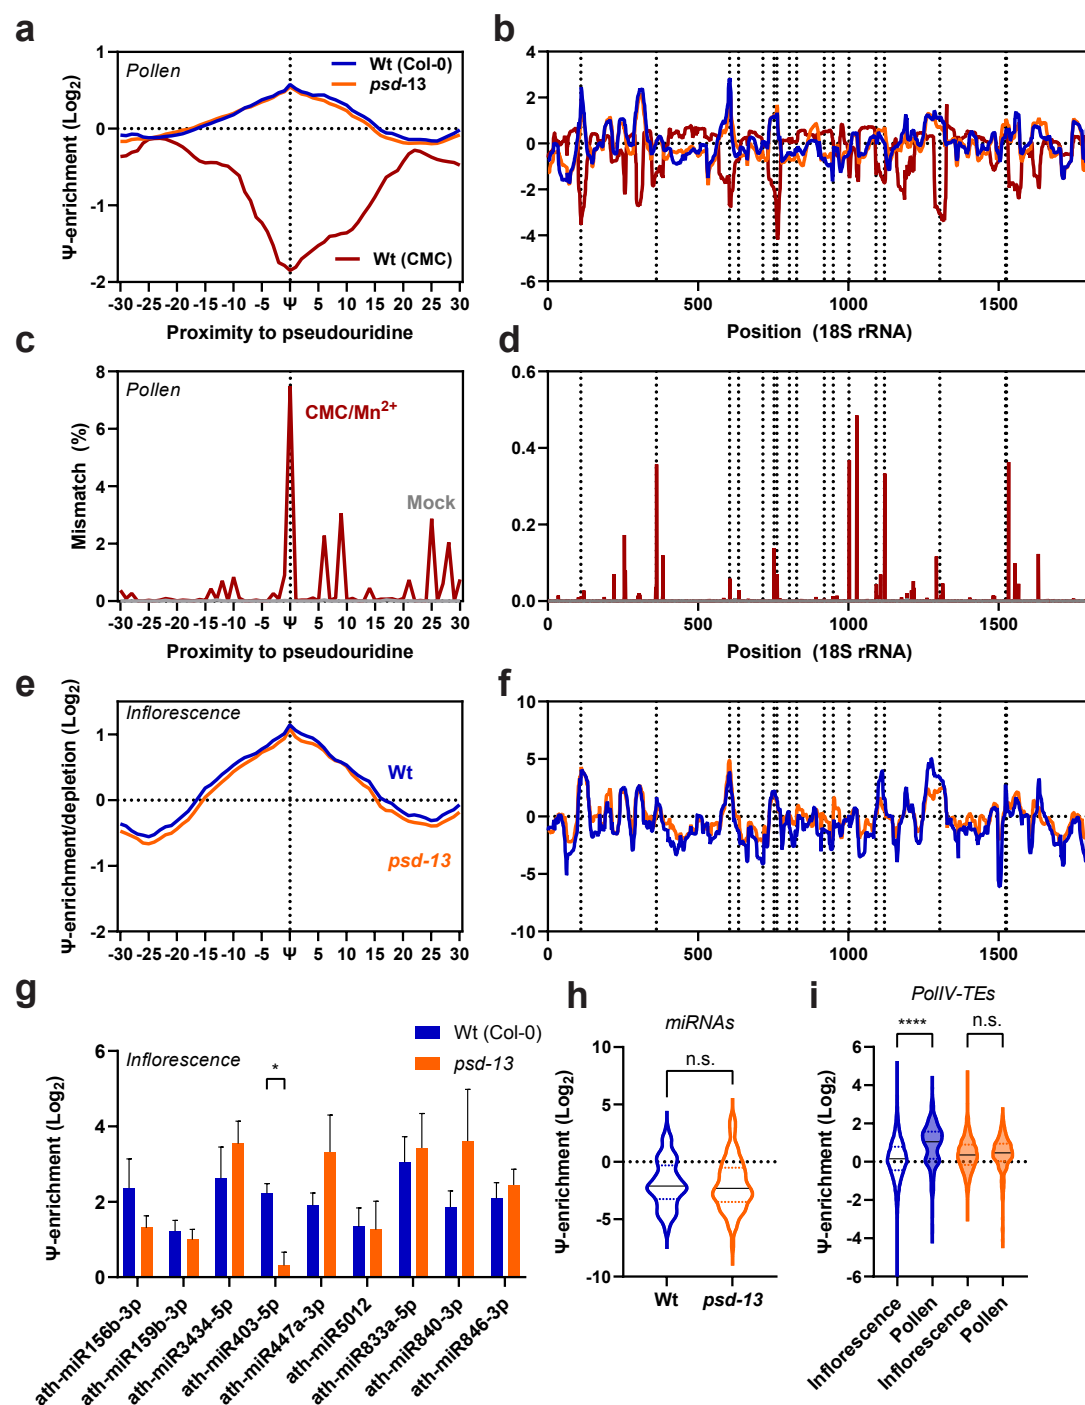 a
Pollen
Wt (Col-0)
psd-13
Wt (CMC)
Ψ-enrichment (Log2)
1
0
-1
-2
-30 -25 -20 -15 -10 -5 Ψ 5 10 15 20 25 30
Proximity to pseudouridine
b
4
2
0
-2
-4
-6
0 500 1000 1500
Position (18S rRNA)
c
Pollen
CMC/Mn2+
Mock
Mismatch (%)
8
6
4
2
0
-30 -25 -20 -15 -10 -5 Ψ 5 10 15 20 25 30
Proximity to pseudouridine
d
0.6
0.4
0.2
0.0
0 500 1000 1500
Position (18S rRNA)
e
Inflorescence
Wt
psd-13
Ψ-enrichment/depletion (Log2)
1
0
-1
-2
-30 -25 -20 -15 -10 -5 Ψ 5 10 15 20 25 30
f
10
5
0
-5
-10
0 500 1000 1500
g
Inflorescence
Wt (Col-0)
psd-13
*
Ψ-enrichment (Log2)
6
4
2
0
ath-miR156b-3p
ath-miR159b-3p
ath-miR3434-5p
ath-miR403-5p
ath-miR447a-3p
ath-miR5012
ath-miR833a-5p
ath-miR840-3p
ath-miR846-3p
h
miRNAs
n.s.
Ψ-enrichment (Log2)
10
5
0
-5
-10
Wt psd-13
i
PolIV-TEs
**** n.s.
Ψ-enrichment (Log2)
6
4
2
0
-2
-4
-6
Inflorescence
Pollen
Inflorescence
Pollen